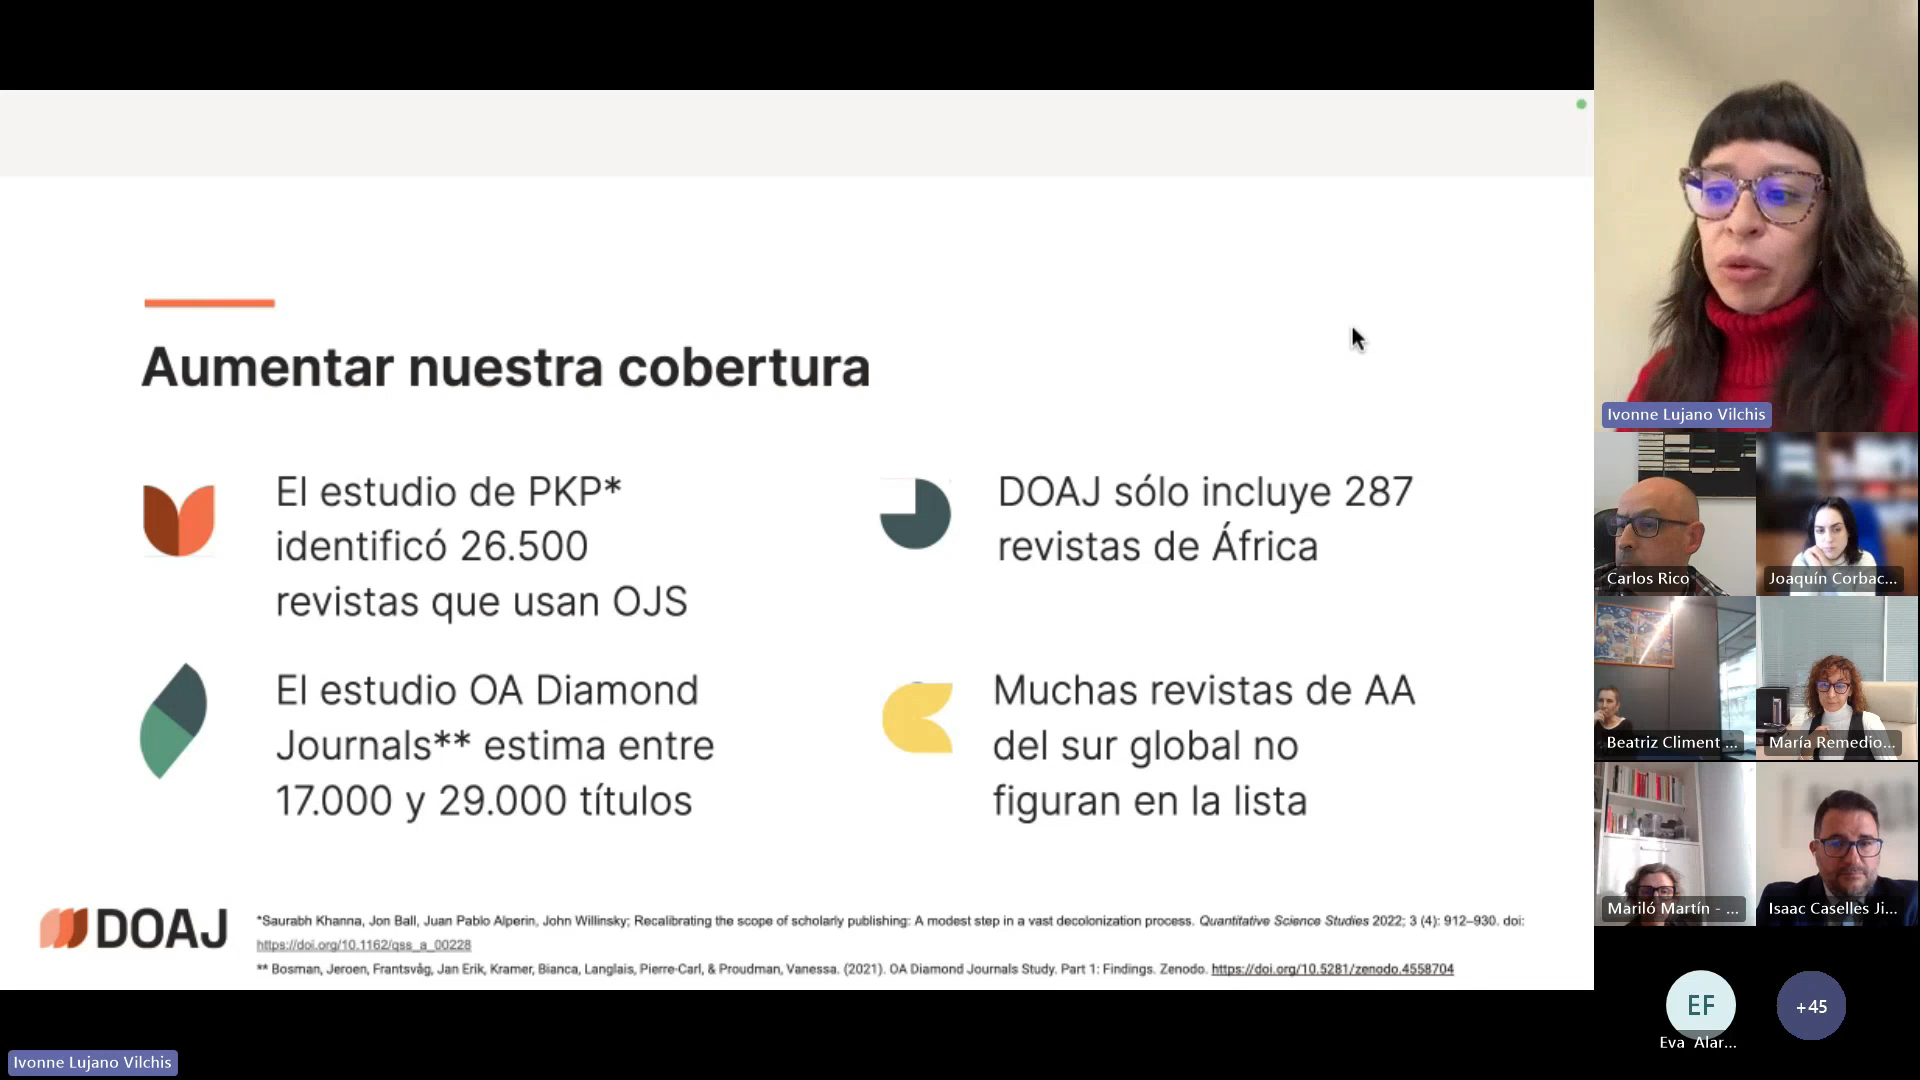 Aumentar nuestra cobertura
El estudio de PKP*
identificó 26.500
revistas que usan OJS
DOAJ sólo incluye 287
revistas de África
El estudio OA Diamond
Journals** estima entre
17.000 y 29.000 títulos
Muchas revistas de AA
del sur global no
figuran en la lista
DOAJ
*Saurabh Khanna, Jon Ball, Juan Pablo Alperin, John Willinsky; Recalibrating the scope of scholarly publishing: A modest step in a vast decolonization process. Quantitative Science Studies 2022; 3 (4): 912–930. doi:
https://doi.org/10.1162/qss_a_00228
** Bosman, Jeroen, Frantsvåg, Jan Erik, Kramer, Bianca, Langlais, Pierre-Carl, & Proudman, Vanessa. (2021). OA Diamond Journals Study. Part 1: Findings. Zenodo. https://doi.org/10.5281/zenodo.4558704
Ivonne Lujano Vilchis
Ivonne Lujano Vilchis
Carlos Rico
Joaquín Corbac...
Beatriz Climent ...
María Remedio...
Mariló Martín - ...
Isaac Caselles Ji...
EF
Eva Alar...
+45